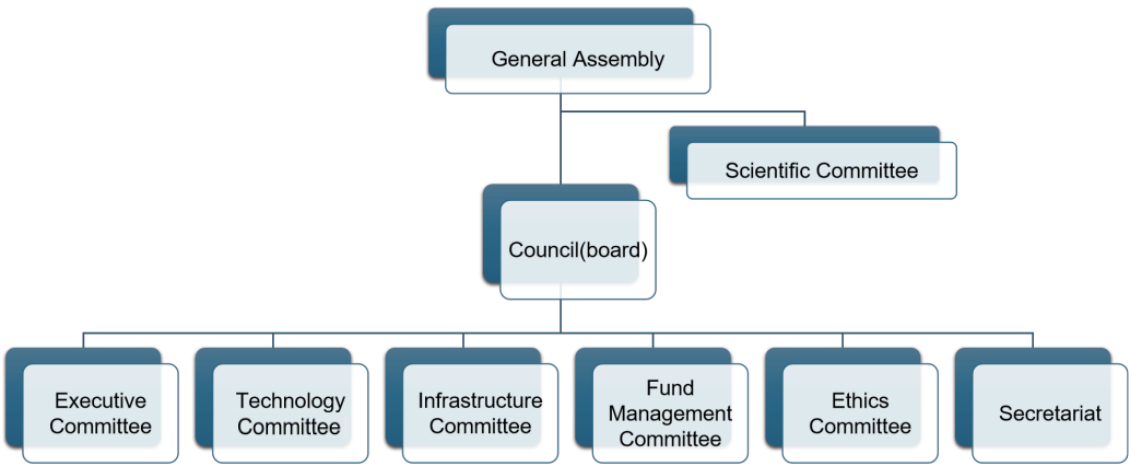 General Assembly
Scientific Committee
Council(board)
Executive
Committee
Technology
Committee
Infrastructure
Committee
Fund
Management
Committee
Ethics
Committee
Secretariat